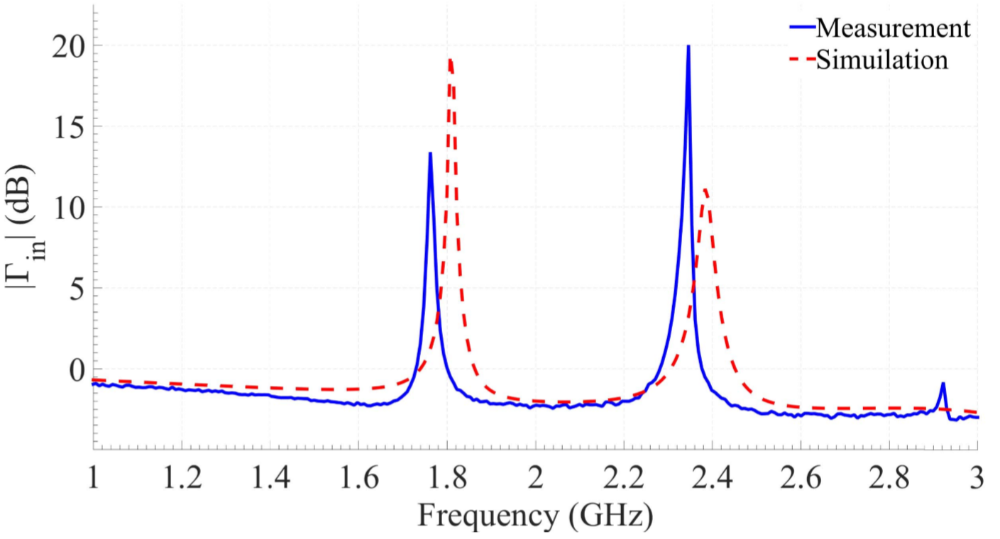 Measurement
Simuilation
20
15
10
5
0
|Γin| (dB)
1 1.2 1.4 1.6 1.8 2 2.2 2.4 2.6 2.8 3
Frequency (GHz)